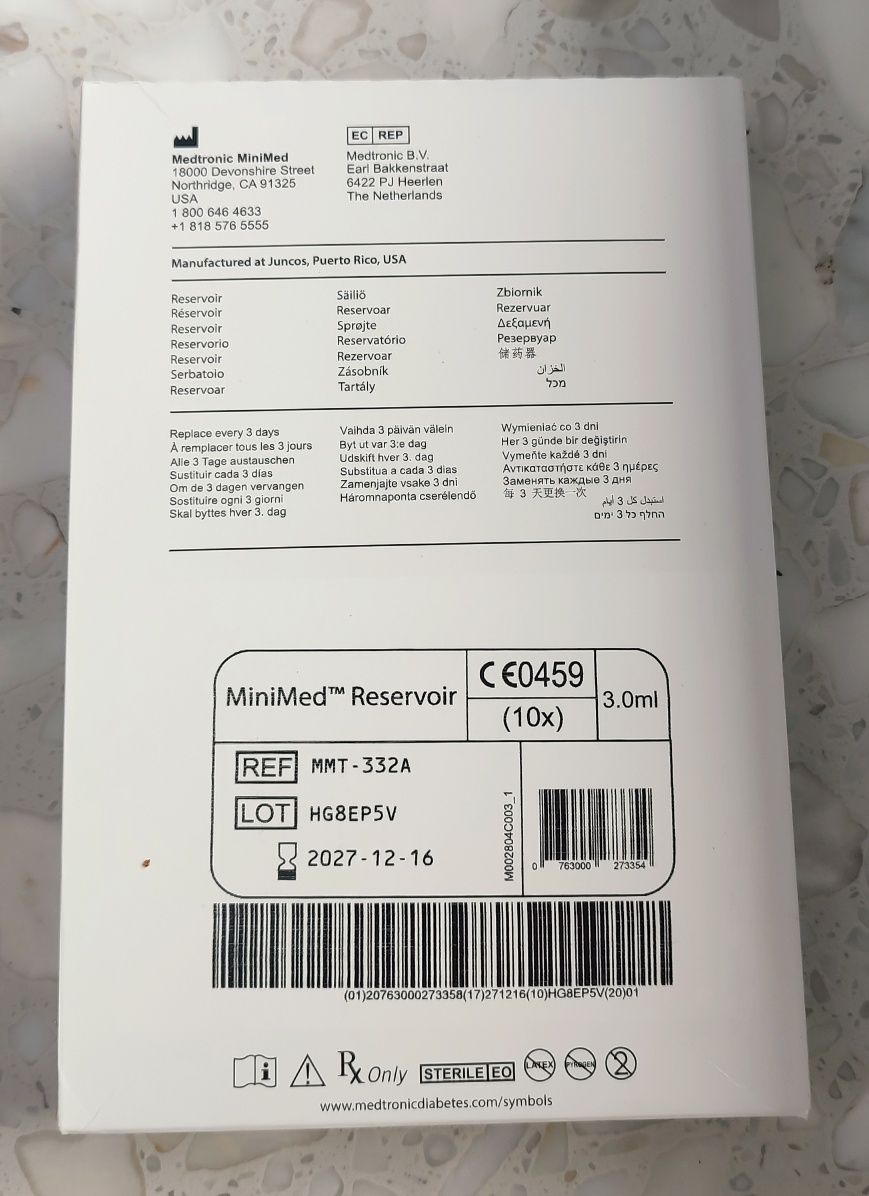 Medtronic MiniMed
18000 Devonshire Street
Northridge, CA 91325
USA
1 800 646 4633
+1 818 576 5555
EC REP
Medtronic B.V.
Earl Bakkenstraat
6422 PJ Heerlen
The Netherlands
Manufactured at Juncos, Puerto Rico, USA
Reservoir
Réservoir
Reservoir
Reservorio
Reservoir
Serbatoio
Reservoar
Säiliö
Reservoar
Sprøjte
Reservatório
Rezervoar
Zásobník
Tartály
Zbiornik
Rezervuar
Δεξαμενή
Резервуар
储药器
الخزان
מכל
Replace every 3 days
À remplacer tous les 3 jours
Alle 3 Tage austauschen
Sustituir cada 3 días
Om de 3 dagen vervangen
Sostituire ogni 3 giorni
Skal byttes hver 3. dag
Vaihda 3 päivän välein
Byt ut var 3:e dag
Udskift hver 3. dag
Substitua a cada 3 dias
Zamenjajte vsake 3 dni
Háromnaponta cserélendő
Wymieniać co 3 dni
Her 3 günde bir değiştirin
Vymeňte každé 3 dni
Αντικαταστήστε κάθε 3 ημέρες
Заменять каждые 3 дня
每 3 天更换一次
استبدل كل 3 أيام
החלף כל 3 ימים
MiniMed™ Reservoir
CE0459
(10x)
3.0ml
REF MMT-332A
LOT HG8EP5V
2027-12-16
M002804C003_1
0 763000 273354
(01)20763000273358(17)271216(10)HG8EP5V(20)01
Rx Only
STERILE EO
LATEX
PYROGEN
2
www.medtronicdiabetes.com/symbols